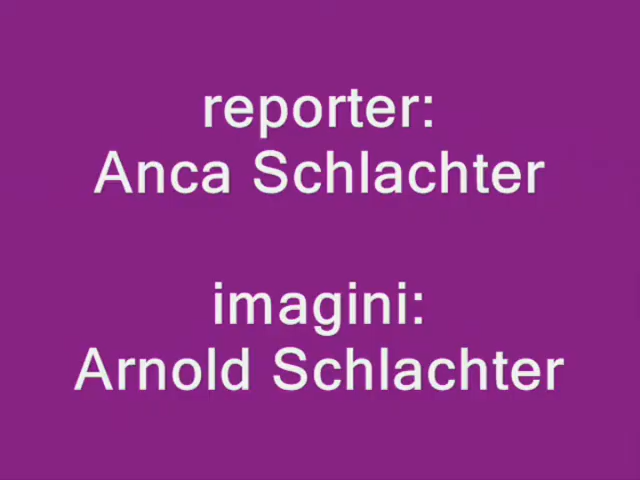 reporter:
Anca Schlachter
imagini:
Arnold Schlachter